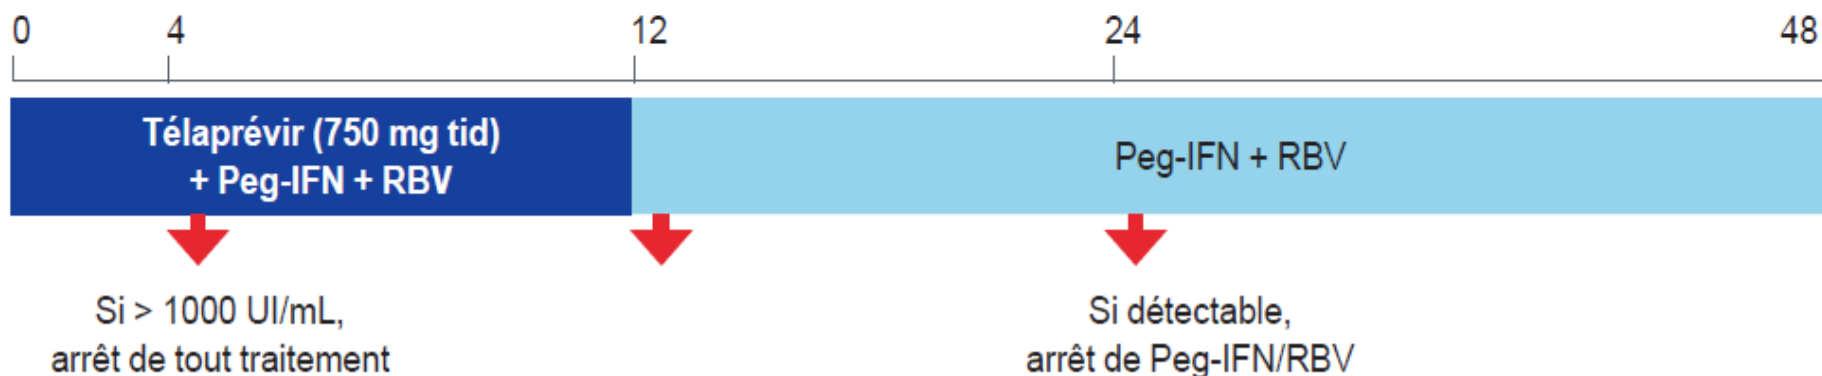 0 4 12 24 48
Télaprévir (750 mg tid)
+ Peg-IFN + RBV
Peg-IFN + RBV
Si > 1000 UI/mL,
arrêt de tout traitement
Si détectable,
arrêt de Peg-IFN/RBV